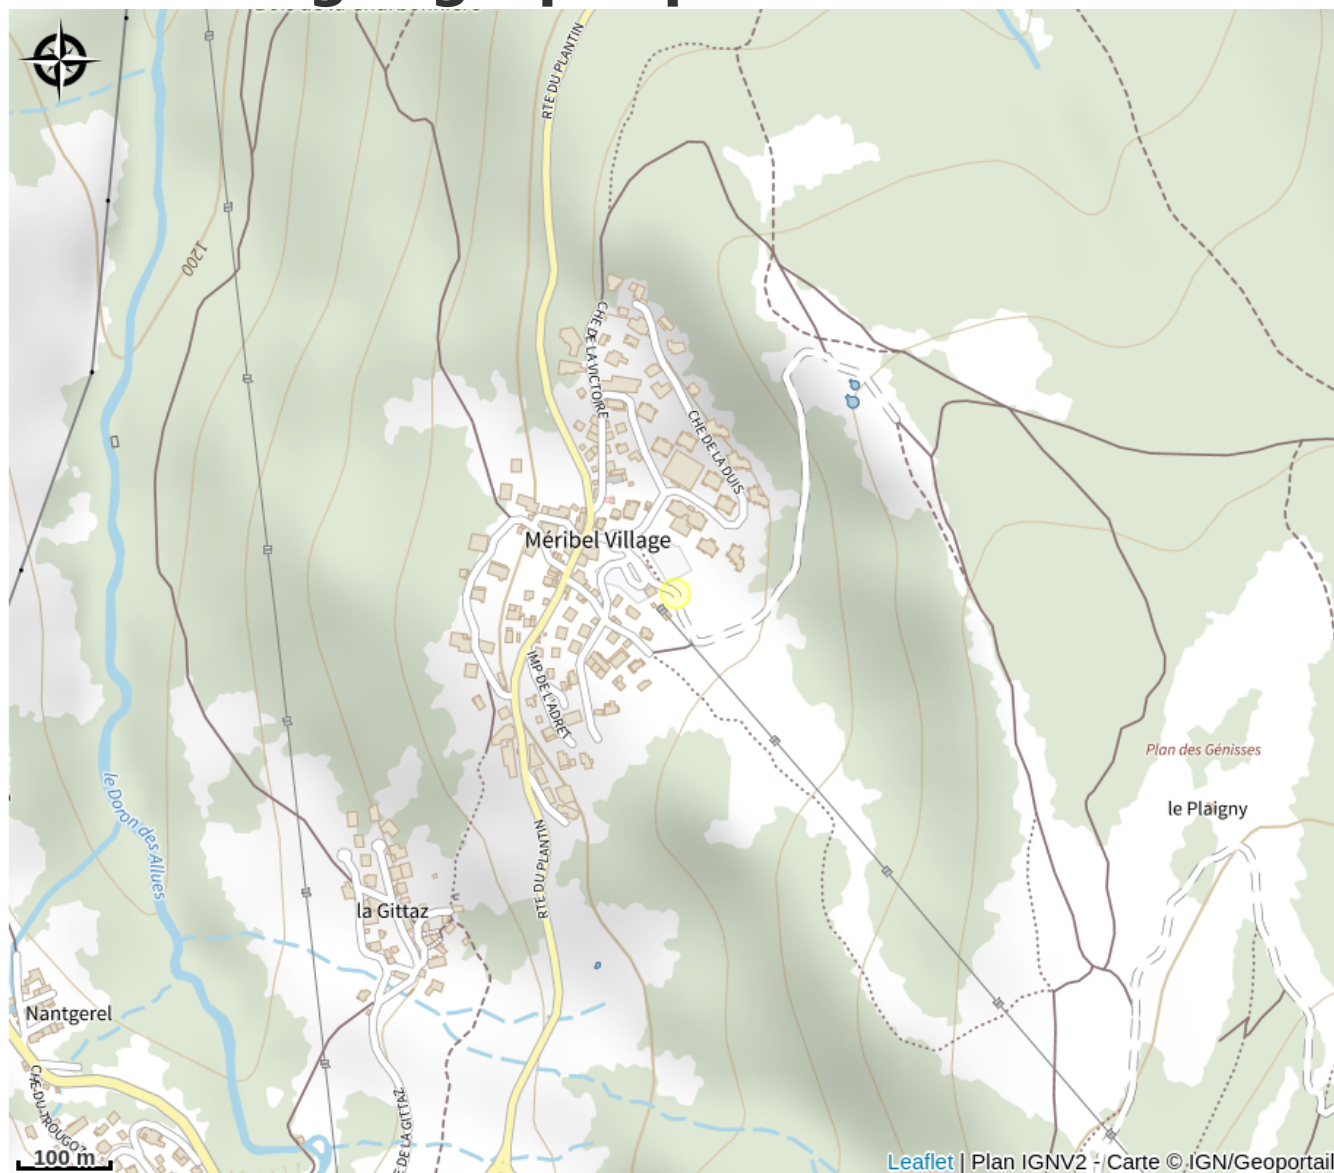 RTE DU PLANTIN
1200
CHE DE LA VICTOIRE
CHE DE LA DUIS
Méribel Village
IMP DE L'ADRET
Plan des Génisses
le Plaigny
le Doron des Allues
RTE DU PLANTIN
la Gittaz
Nantgerel
CHE DU TROUGOT
E DE LA GITTAZ
100 m
Leaflet | Plan IGNV2 - Carte © IGN/Geoportail